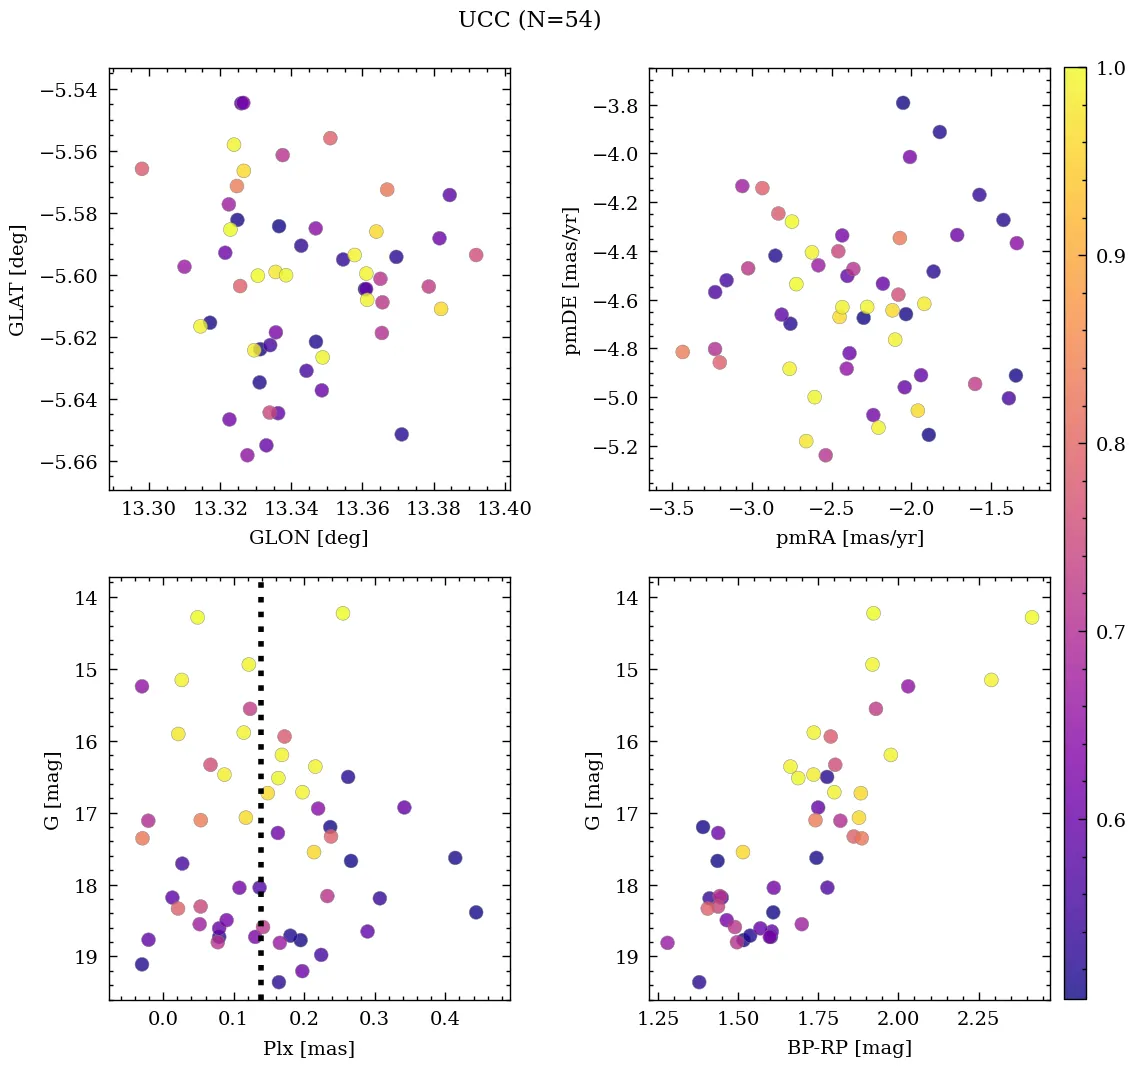 UCC (N=54)
−5.54
−5.56
−5.58
−5.60
−5.62
−5.64
−5.66
GLAT [deg]
13.30 13.32 13.34 13.36 13.38 13.40
GLON [deg]
−3.8
−4.0
−4.2
−4.4
−4.6
−4.8
−5.0
−5.2
pmDE [mas/yr]
−3.5 −3.0 −2.5 −2.0 −1.5
pmRA [mas/yr]
1.0
0.9
0.8
0.7
0.6
14
15
16
17
18
19
G [mag]
0.0 0.1 0.2 0.3 0.4
Plx [mas]
14
15
16
17
18
19
G [mag]
1.25 1.50 1.75 2.00 2.25
BP-RP [mag]